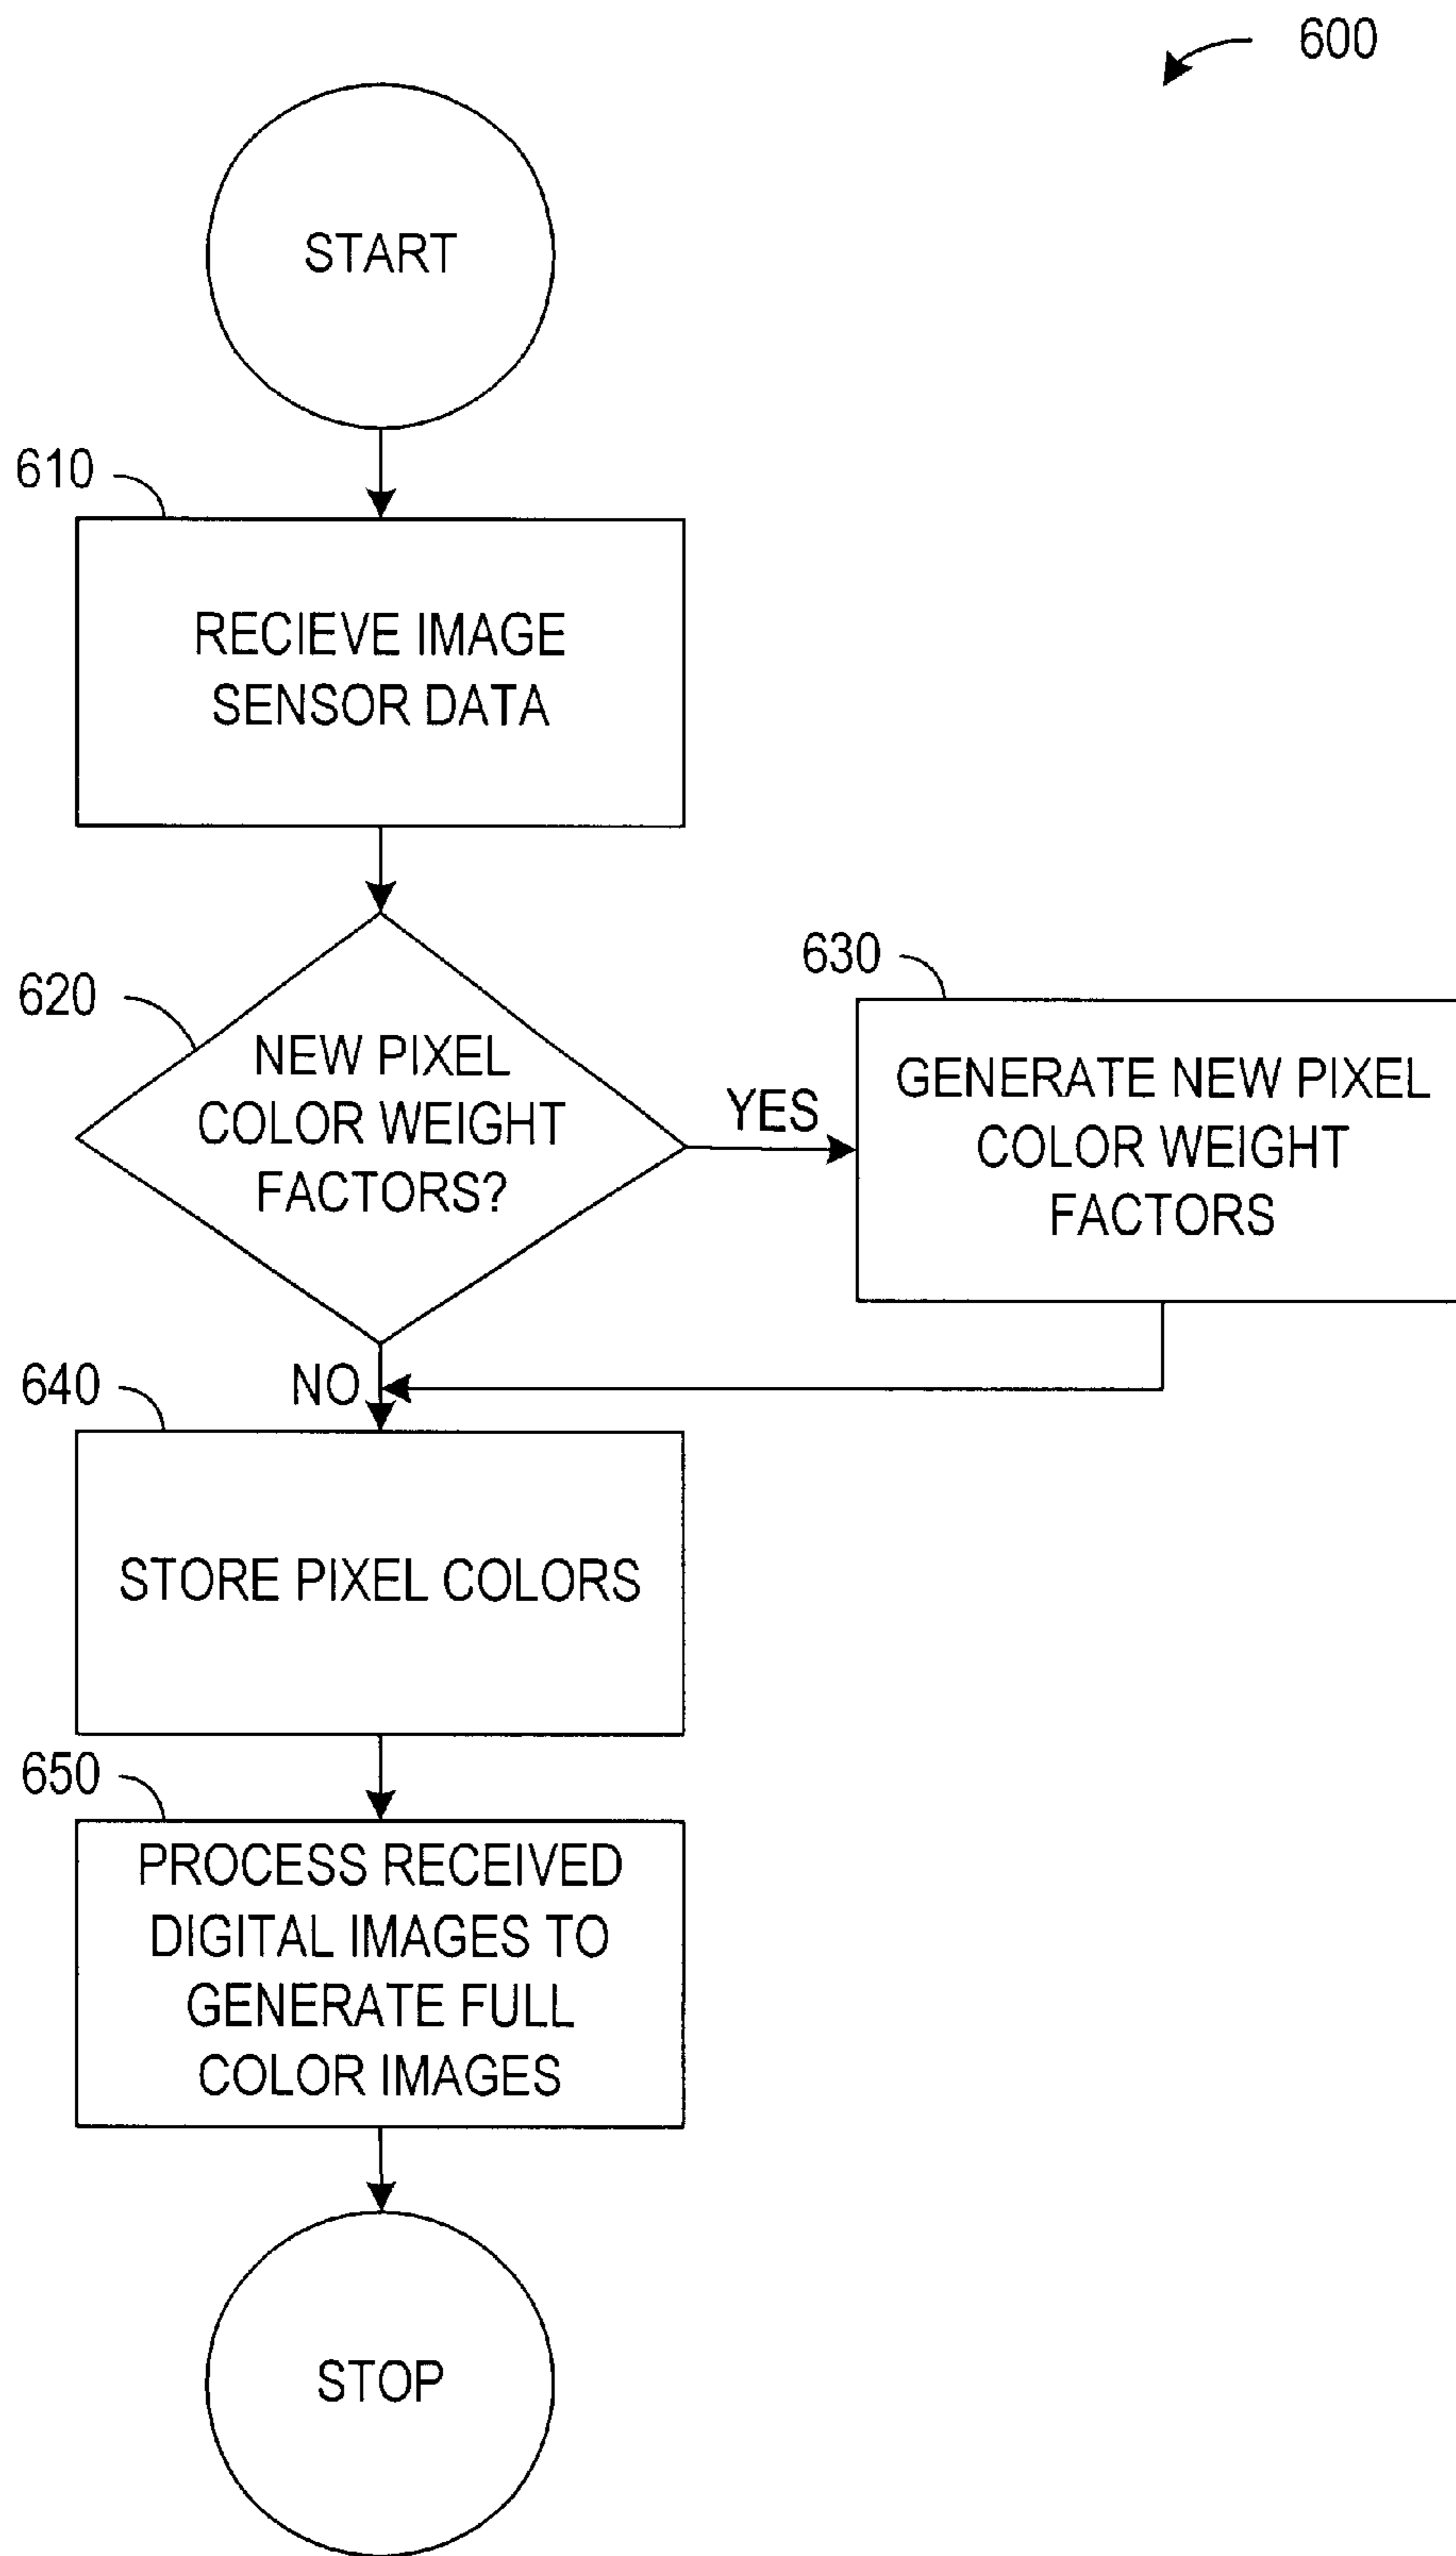 600
START
610
RECIEVE IMAGE
SENSOR DATA
620
NEW PIXEL
COLOR WEIGHT
FACTORS?
YES
630
GENERATE NEW PIXEL
COLOR WEIGHT
FACTORS
NO
640
STORE PIXEL COLORS
650
PROCESS RECEIVED
DIGITAL IMAGES TO
GENERATE FULL
COLOR IMAGES
STOP